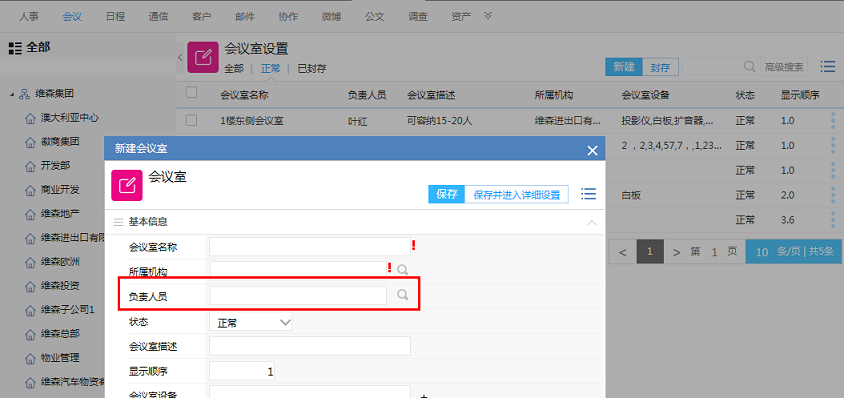 人事 会议 日程 通信 客户 邮件 协作 微博 公文 调查 资产
全部
会议室设置
全部 | 正常 | 已封存
新建 封存 高级搜索
维森集团
澳大利亚中心
徽商集团
开发部
商业开发
维森地产
维森进出口有限
维森欧洲
维森投资
维森子公司1
维森总部
物业管理
维森汽车物资有
会议室名称 负责人员 会议室描述 所属机构 会议室设备 状态 显示顺序
1楼东侧会议室 叶红 可容纳15-20人 维森进出口有... 投影仪,白板,扩音器,... 正常 1.0
2 , 2,3,4,57,7 , ,1,23... 正常 1.0
正常 1.0
白板 正常 2.0
正常 3.6
< 1 > 第 1 页 10 条/页 | 共5条
新建会议室
会议室
保存 保存并进入详细设置
基本信息
会议室名称 !
所属机构 !
负责人员
状态 正常
会议室描述
显示顺序 1
会议室设备 +